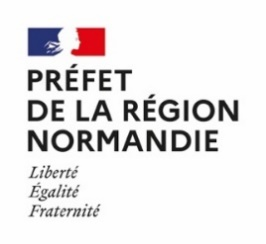 PRÉFET
DE LA RÉGION
NORMANDIE
Liberté
Égalité
Fraternité